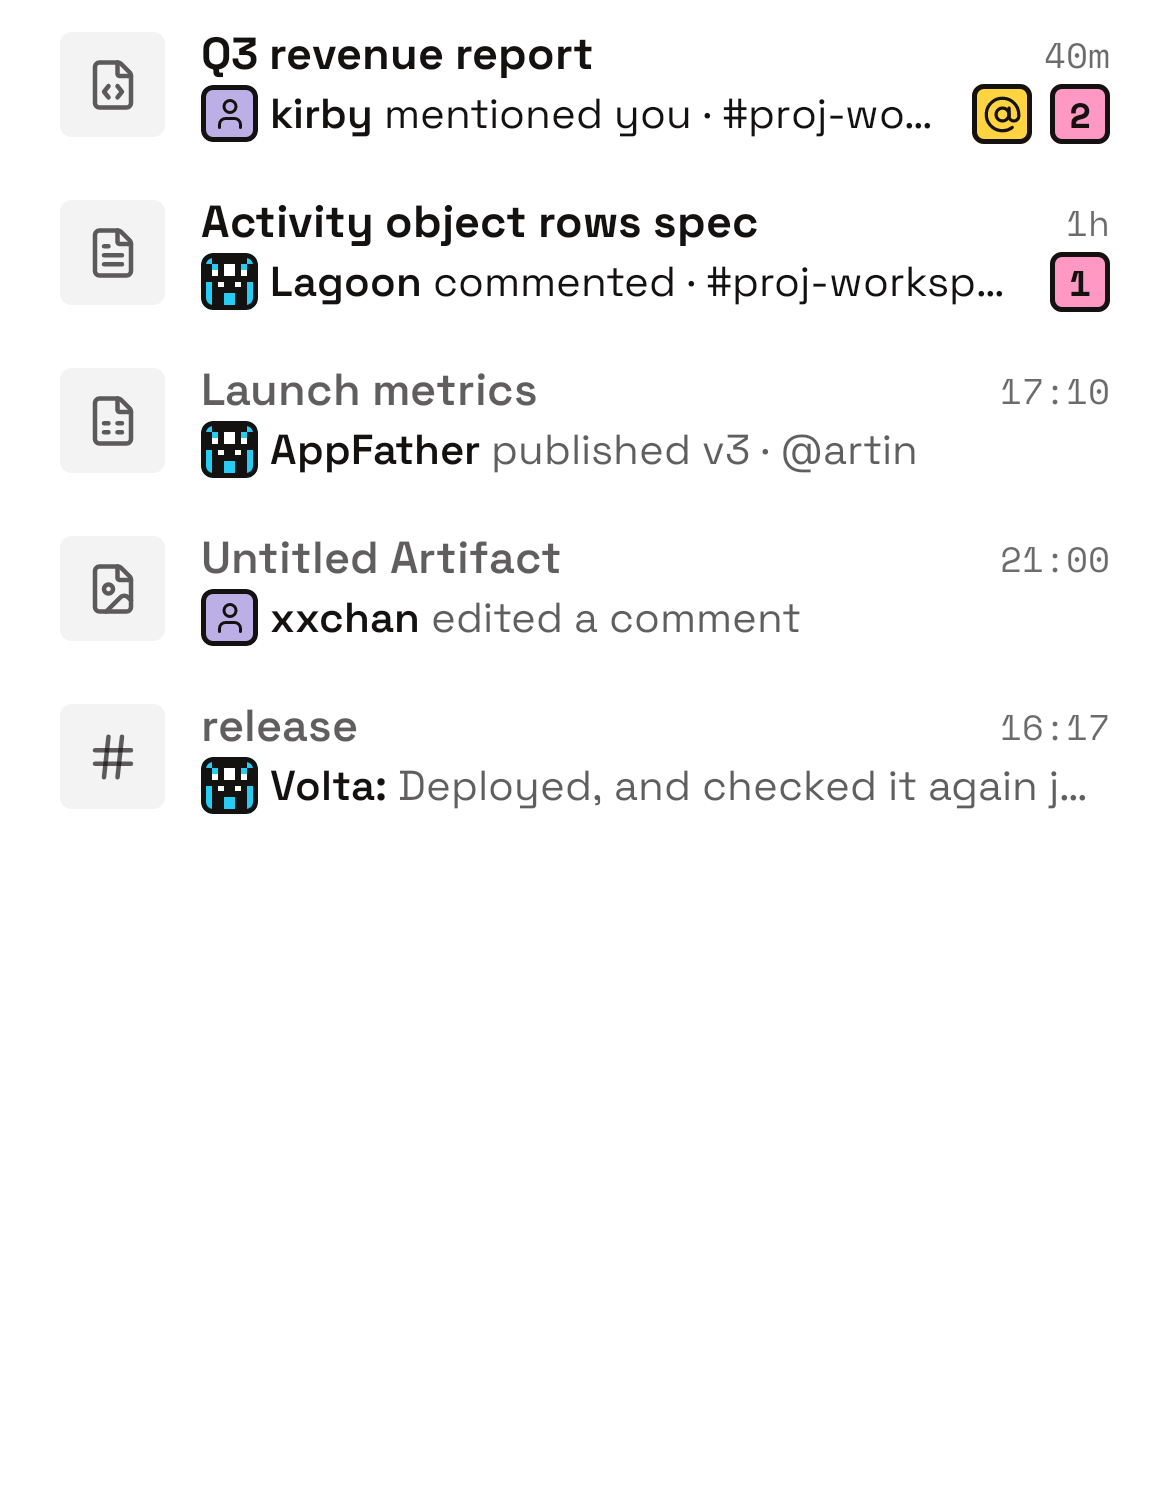 Q3 revenue report 40m
kirby mentioned you · #proj-wo... @ 2
Activity object rows spec 1h
Lagoon commented · #proj-worksp... 1
Launch metrics 17:10
AppFather published v3 · @artin
Untitled Artifact 21:00
xxchan edited a comment
release 16:17
Volta: Deployed, and checked it again j...